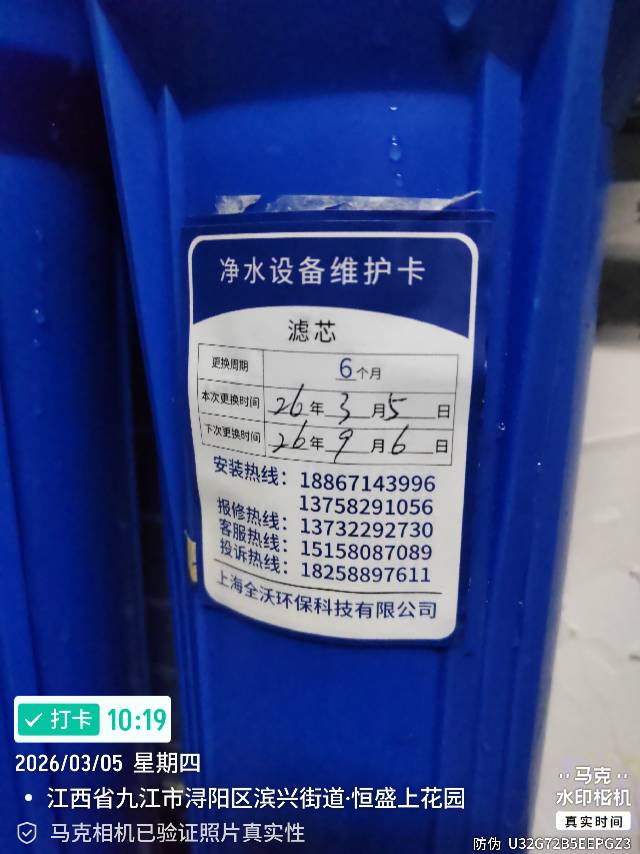 净水设备维护卡
滤芯
更换周期 6个月
本次更换时间 26年3月5日
下次更换时间 26年9月6日
安装热线：18867143996
13758291056
报修热线：13732292730
客服热线：15158087089
投诉热线：18258897611
上海全沃环保科技有限公司
打卡 10:19
2026/03/05 星期四
江西省九江市浔阳区滨兴街道·恒盛上花园
马克相机已验证照片真实性
马克
水印相机
真实时间
防伪 U32G72B5EEPGZ3